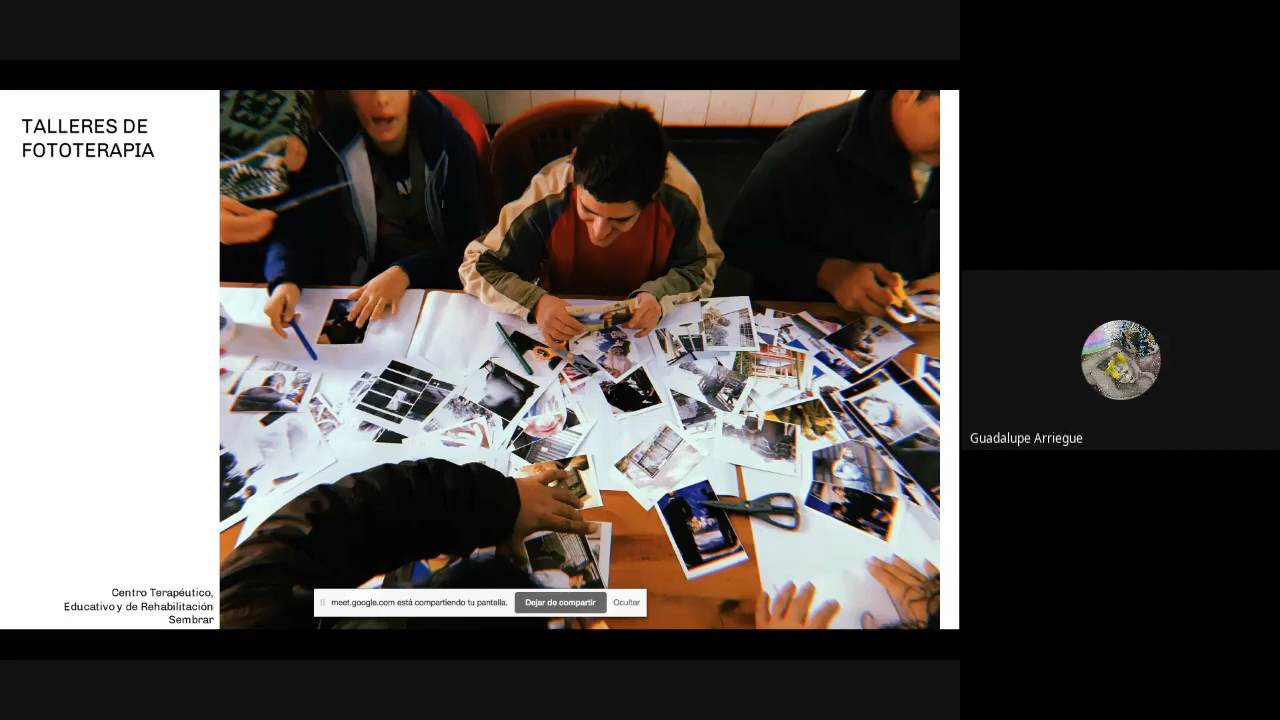 TALLERES DE
FOTOTERAPIA
Centro Terapéutico,
Educativo y de Rehabilitación
Sembrar
meet.google.com está compartiendo tu pantalla.
Dejar de compartir
Ocultar
Guadalupe Arriegue